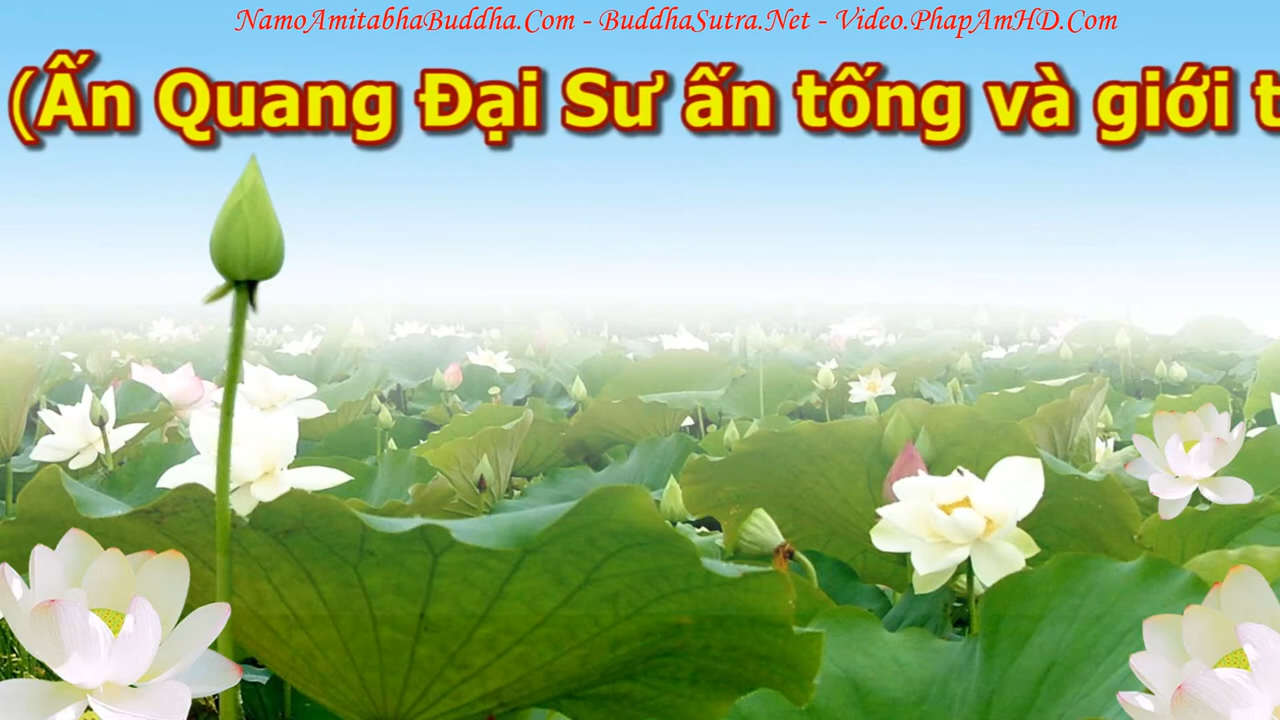 NamoAmitabhaBuddha.Com - BuddhaSutra.Net - Video.PhapAmHD.Com
(Ấn Quang Đại Sư ấn tống và giới